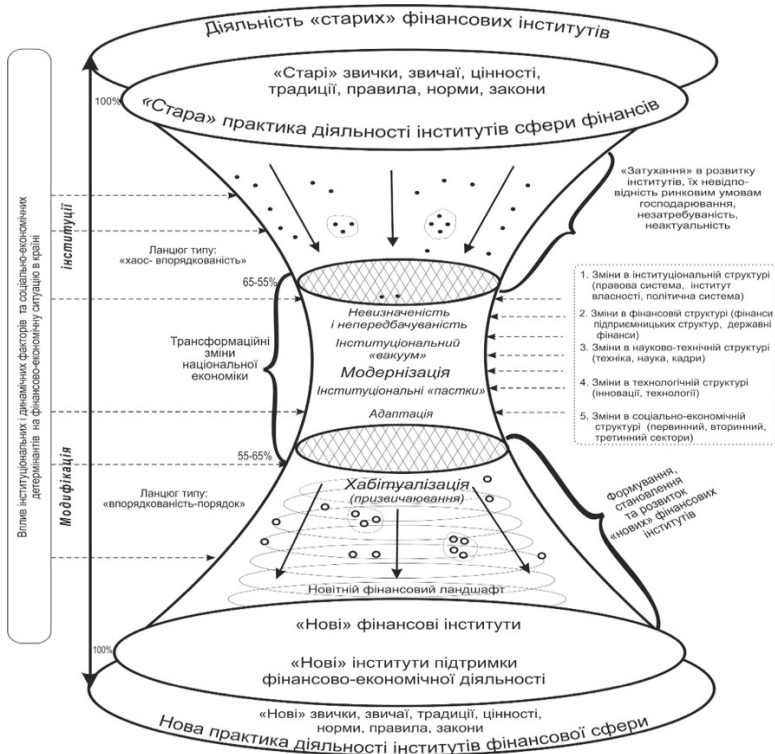 Діяльність «старих» фінансових інститутів
«Старі» звички, звичаї, цінності,
традиції, правила, норми, закони
100%
«Стара» практика діяльності інститутів сфери фінансів
Вплив інституціональних і динамічних факторів та соціально-економічних
детермінантів на фінансово-економічну ситуацію в країні
інституції
Модифікація
«Затухання» в розвитку
інститутів, їх невідпо-
відність ринковим умовам
господарювання,
незатребуваність,
неактуальність
Ланцюг типу:
«хаос- впорядкованість»
65-55%
Трансформаційні
зміни
національної
економіки
Невизначеність
і непередбачуваність
Інституціональний
«вакуум»
Модернізація
Інституціональні «пастки»
Адаптація
1. Зміни в інституціональній структурі
(правова система, інститут
власності, політична система)
2. Зміни в фінансовій структурі (фінанси
підприємницьких структур, державні
фінанси)
3. Зміни в науково-технічній структурі
(техніка, наука, кадри)
4. Зміни в технологічній структурі
(інновації, технології)
5. Зміни в соціально-економічній
структурі (первинний, вторинний,
третинний сектори)
55-65%
Ланцюг типу:
«впорядкованість-порядок»
Хабітуалізація
(призвичаювання)
Формування,
становлення
та розвиток
«нових» фінансових
інститутів
Новітній фінансовий ландшафт
«Нові» фінансові інститути
100%
«Нові» інститути підтримки
фінансово-економічної діяльності
«Нові» звички, звичаї, традиції, цінності,
норми, правила, закони
Нова практика діяльності інститутів фінансової сфери